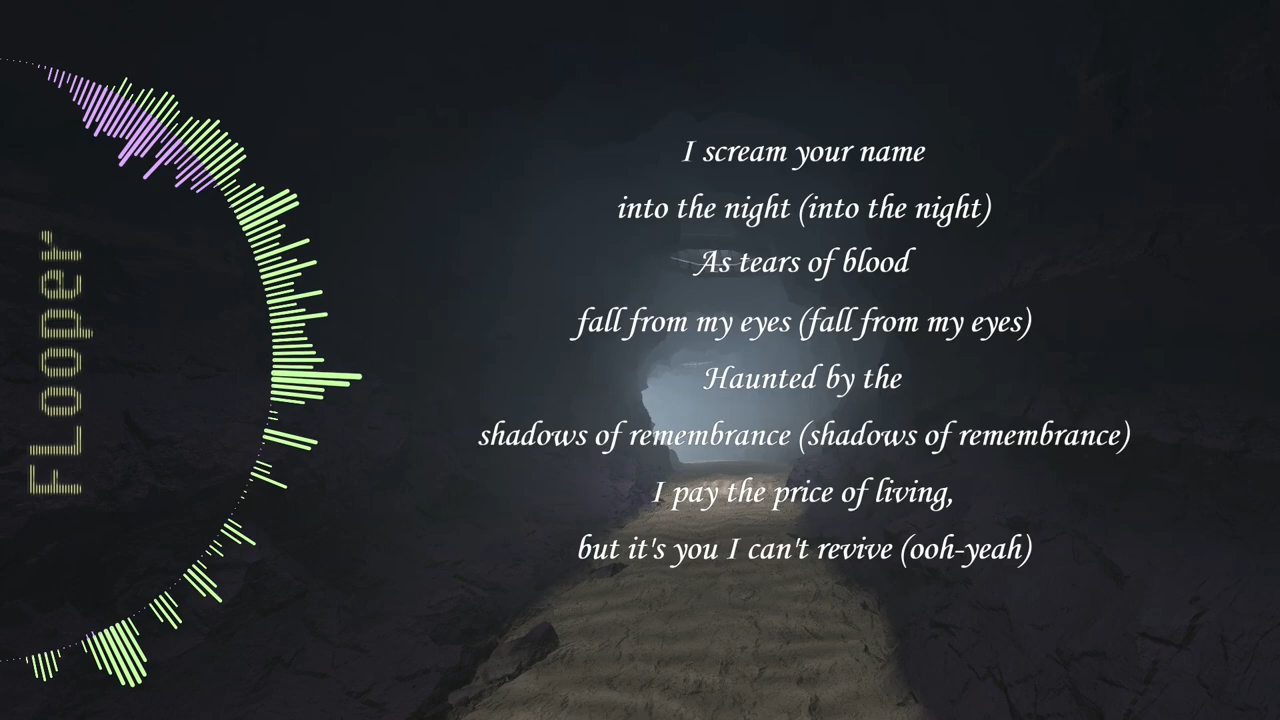 FLooper
I scream your name
into the night (into the night)
As tears of blood
fall from my eyes (fall from my eyes)
Haunted by the
shadows of remembrance (shadows of remembrance)
I pay the price of living,
but it's you I can't revive (ooh-yeah)